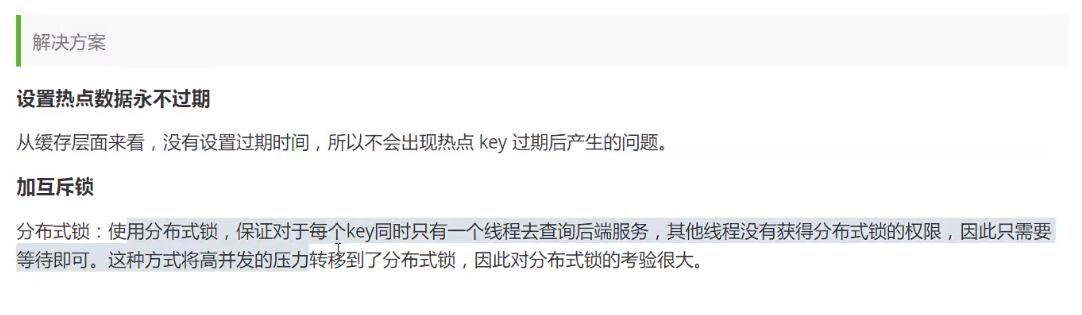 解决方案
设置热点数据永不过期
从缓存层面来看，没有设置过期时间，所以不会出现热点 key 过期后产生的问题。
加互斥锁
分布式锁：使用分布式锁，保证对于每个key同时只有一个线程去查询后端服务，其他线程没有获得分布式锁的权限，因此只需要
等待即可。这种方式将高并发的压力转移到了分布式锁，因此对分布式锁的考验很大。